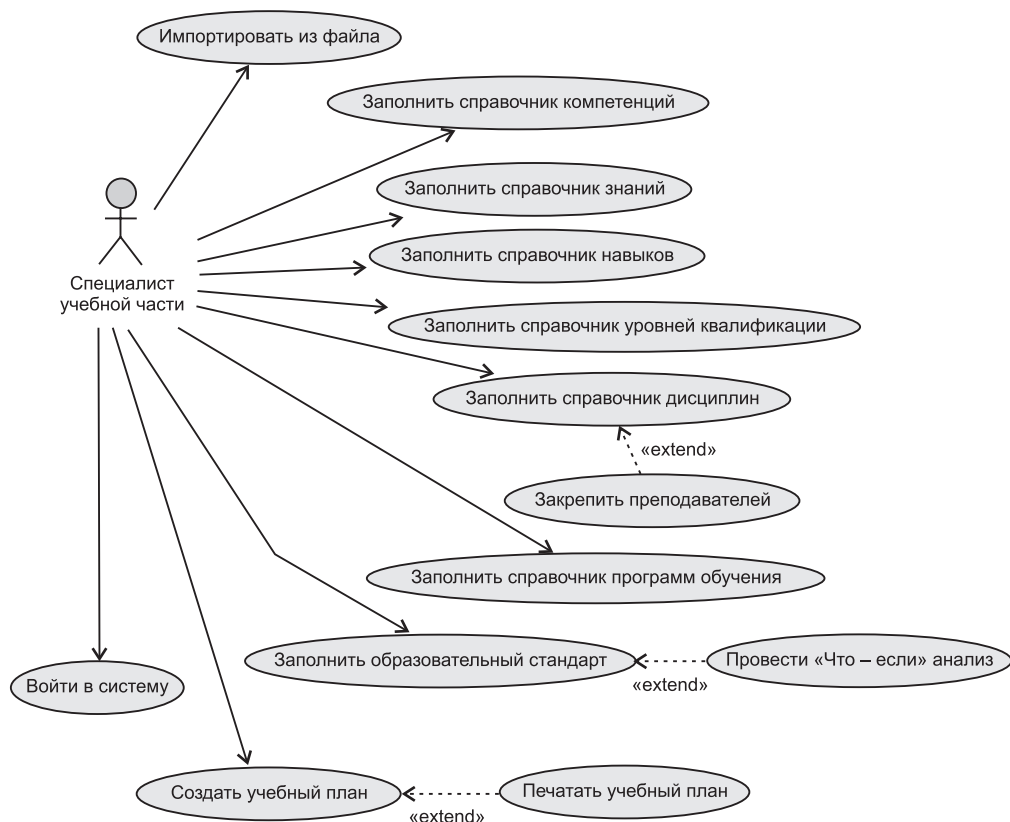 Импортировать из файла
Заполнить справочник компетенций
Заполнить справочник знаний
Заполнить справочник навыков
Специалист
учебной части
Заполнить справочник уровней квалификации
Заполнить справочник дисциплин
«extend»
Закрепить преподавателей
Заполнить справочник программ обучения
Заполнить образовательный стандарт
Провести «Что – если» анализ
«extend»
Войти в систему
Создать учебный план
Печатать учебный план
«extend»